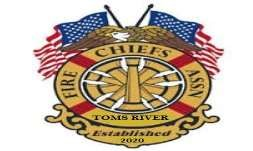 FIRE CHIEFS ASSN.
TOMS RIVER
Established
2020